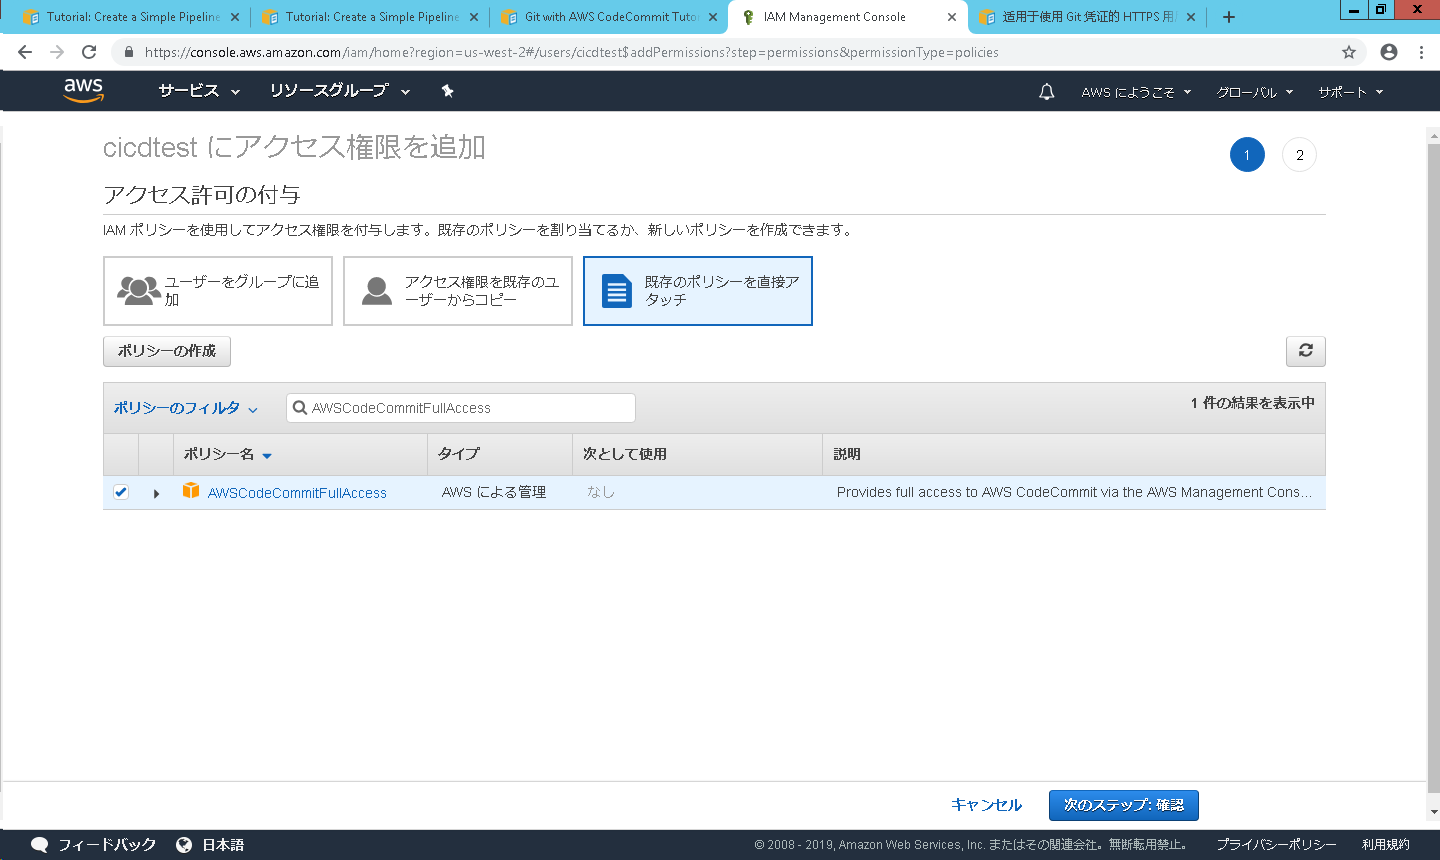 Tutorial: Create a Simple Pipeline
Tutorial: Create a Simple Pipeline
Git with AWS CodeCommit Tuto
IAM Management Console
适用于使用 Git 凭证的 HTTPS 用
https://console.aws.amazon.com/iam/home?region=us-west-2#/users/cicdtest$addPermissions?step=permissions&permissionType=policies
aws
サービス
リソースグループ
AWS にようこそ
グローバル
サポート
cicdtest にアクセス権限を追加
1
2
アクセス許可の付与
IAM ポリシーを使用してアクセス権限を付与します。既存のポリシーを割り当てるか、新しいポリシーを作成できます。
ユーザーをグループに追
加
アクセス権限を既存のユ
ーザーからコピー
既存のポリシーを直接ア
タッチ
ポリシーの作成
ポリシーのフィルタ
AWSCodeCommitFullAccess
1 件の結果を表示中
ポリシー名
タイプ
次として使用
説明
AWSCodeCommitFullAccess
AWS による管理
なし
Provides full access to AWS CodeCommit via the AWS Management Cons...
キャンセル
次のステップ: 確認
フィードバック
日本語
© 2008 - 2019, Amazon Web Services, Inc. またはその関連会社。無断転用禁止。
プライバシーポリシー
利用規約